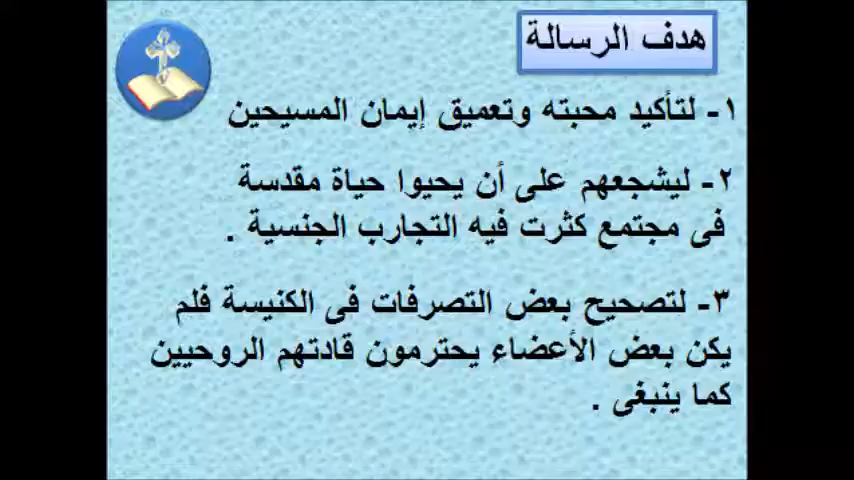 هدف الرسالة
١- لتأكيد محبته وتعميق إيمان المسيحين
٢- ليشجعهم على أن يحيوا حياة مقدسة
فى مجتمع كثرت فيه التجارب الجنسية .
٣- لتصحيح بعض التصرفات فى الكنيسة فلم
يكن بعض الأعضاء يحترمون قادتهم الروحيين
كما ينبغى .